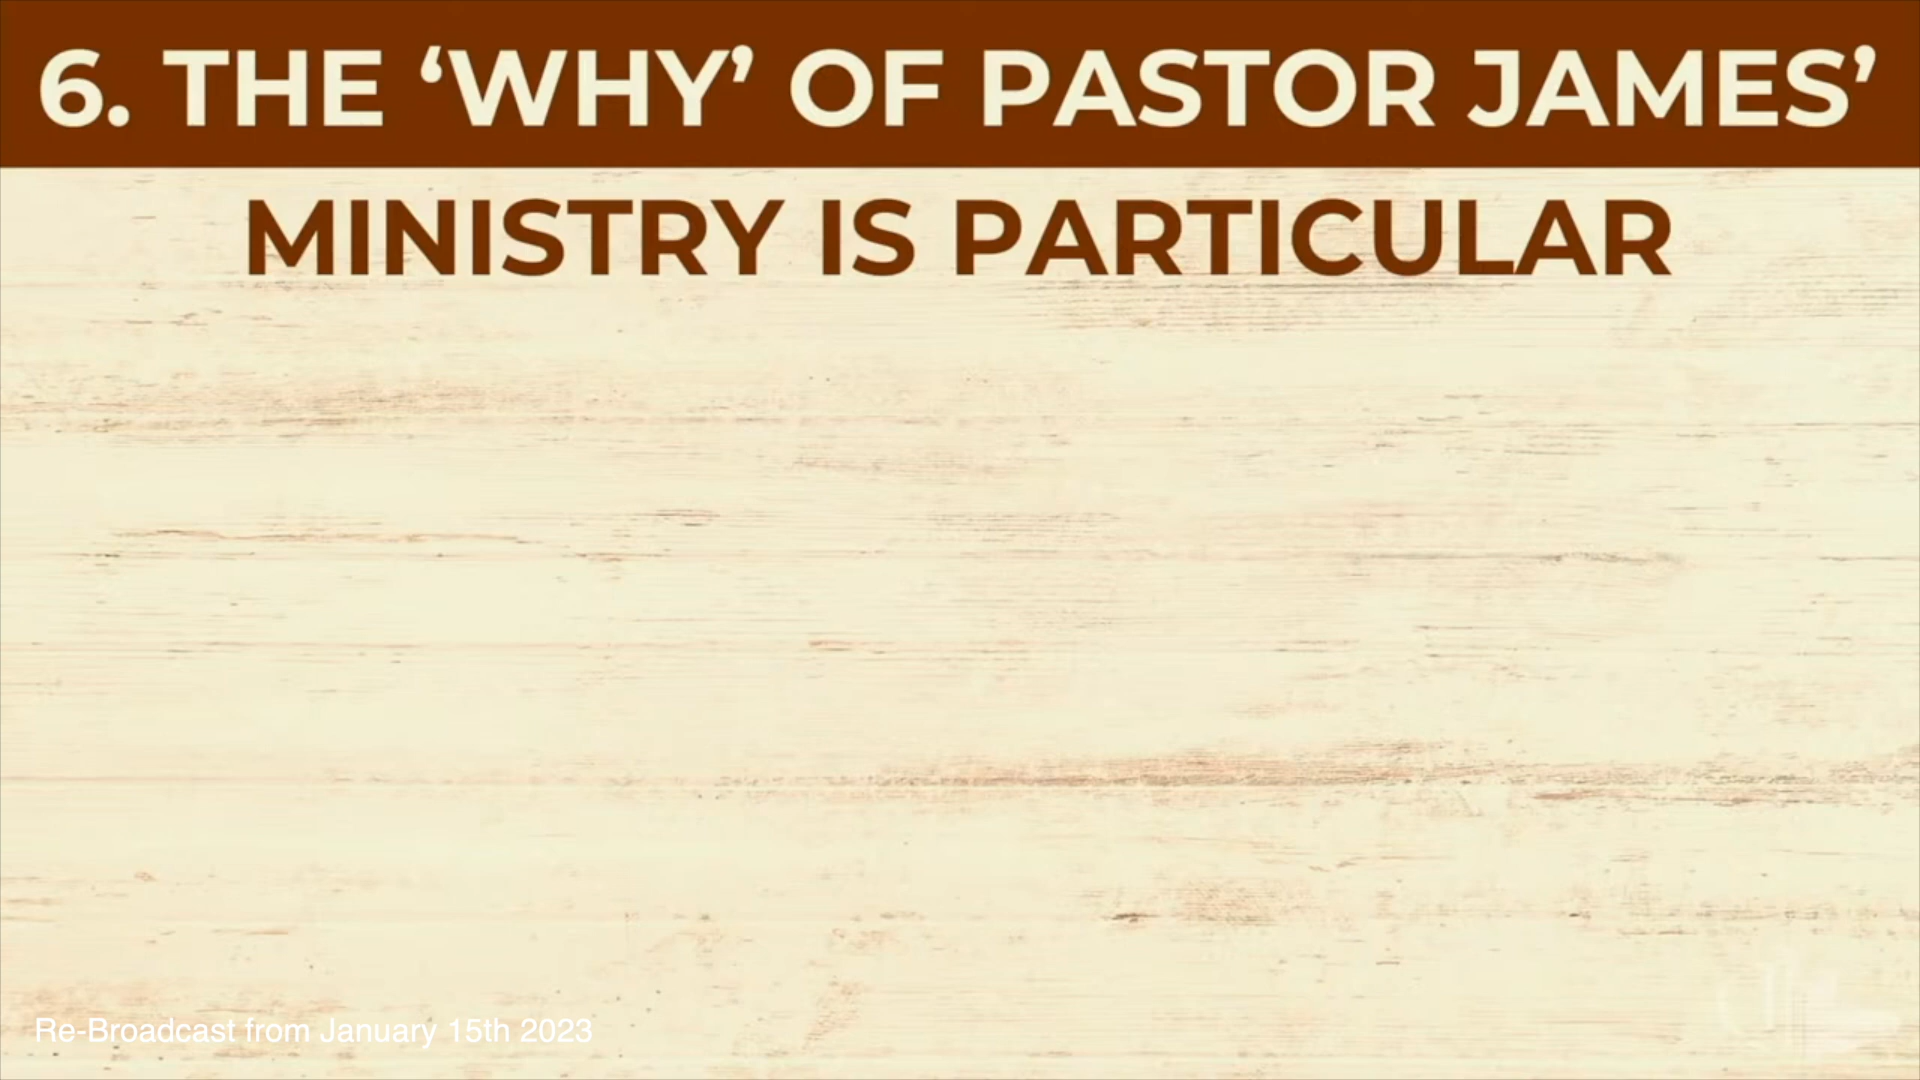 6. THE ‘WHY’ OF PASTOR JAMES’
MINISTRY IS PARTICULAR
Re-Broadcast from January 15th 2023